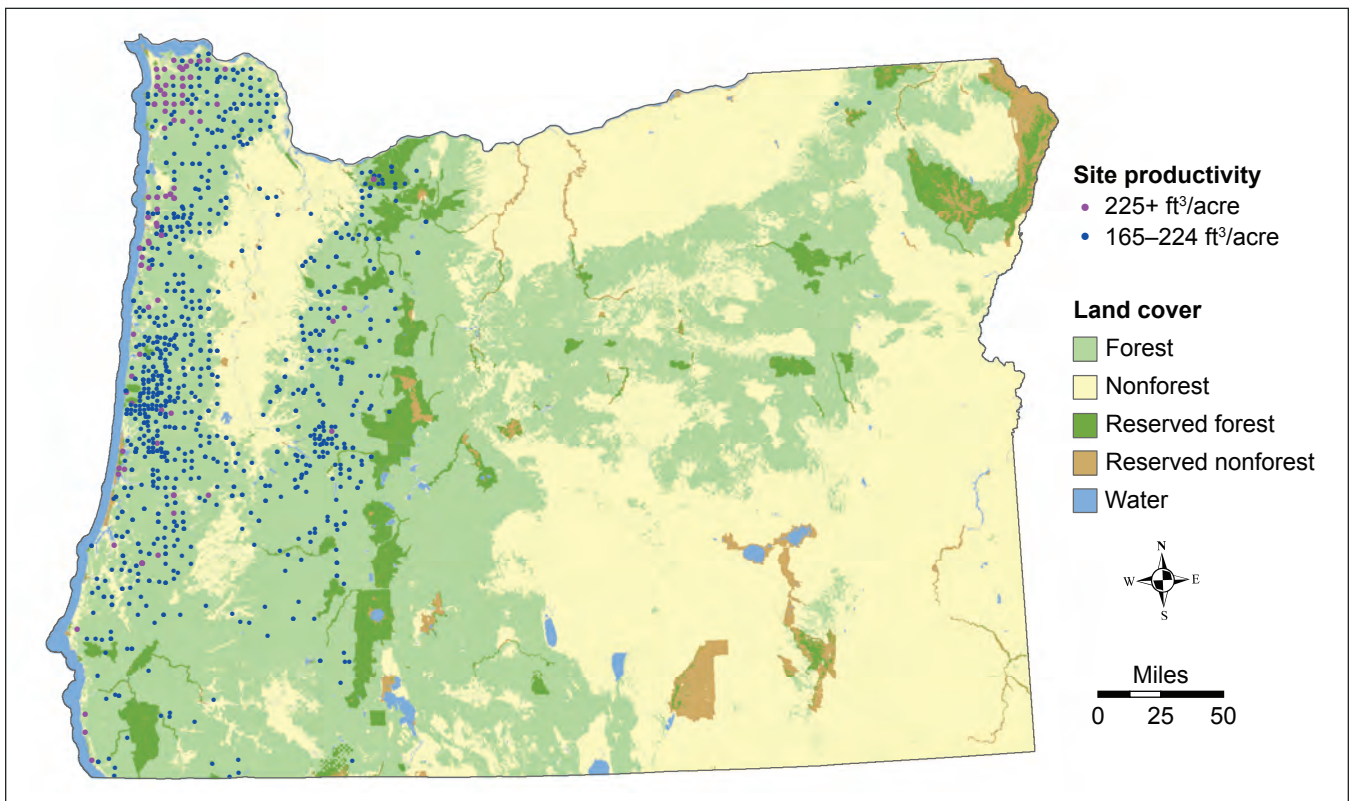 Site productivity
225+ ft³/acre
165–224 ft³/acre
Land cover
Forest
Nonforest
Reserved forest
Reserved nonforest
Water
N
W E
S
Miles
0 25 50